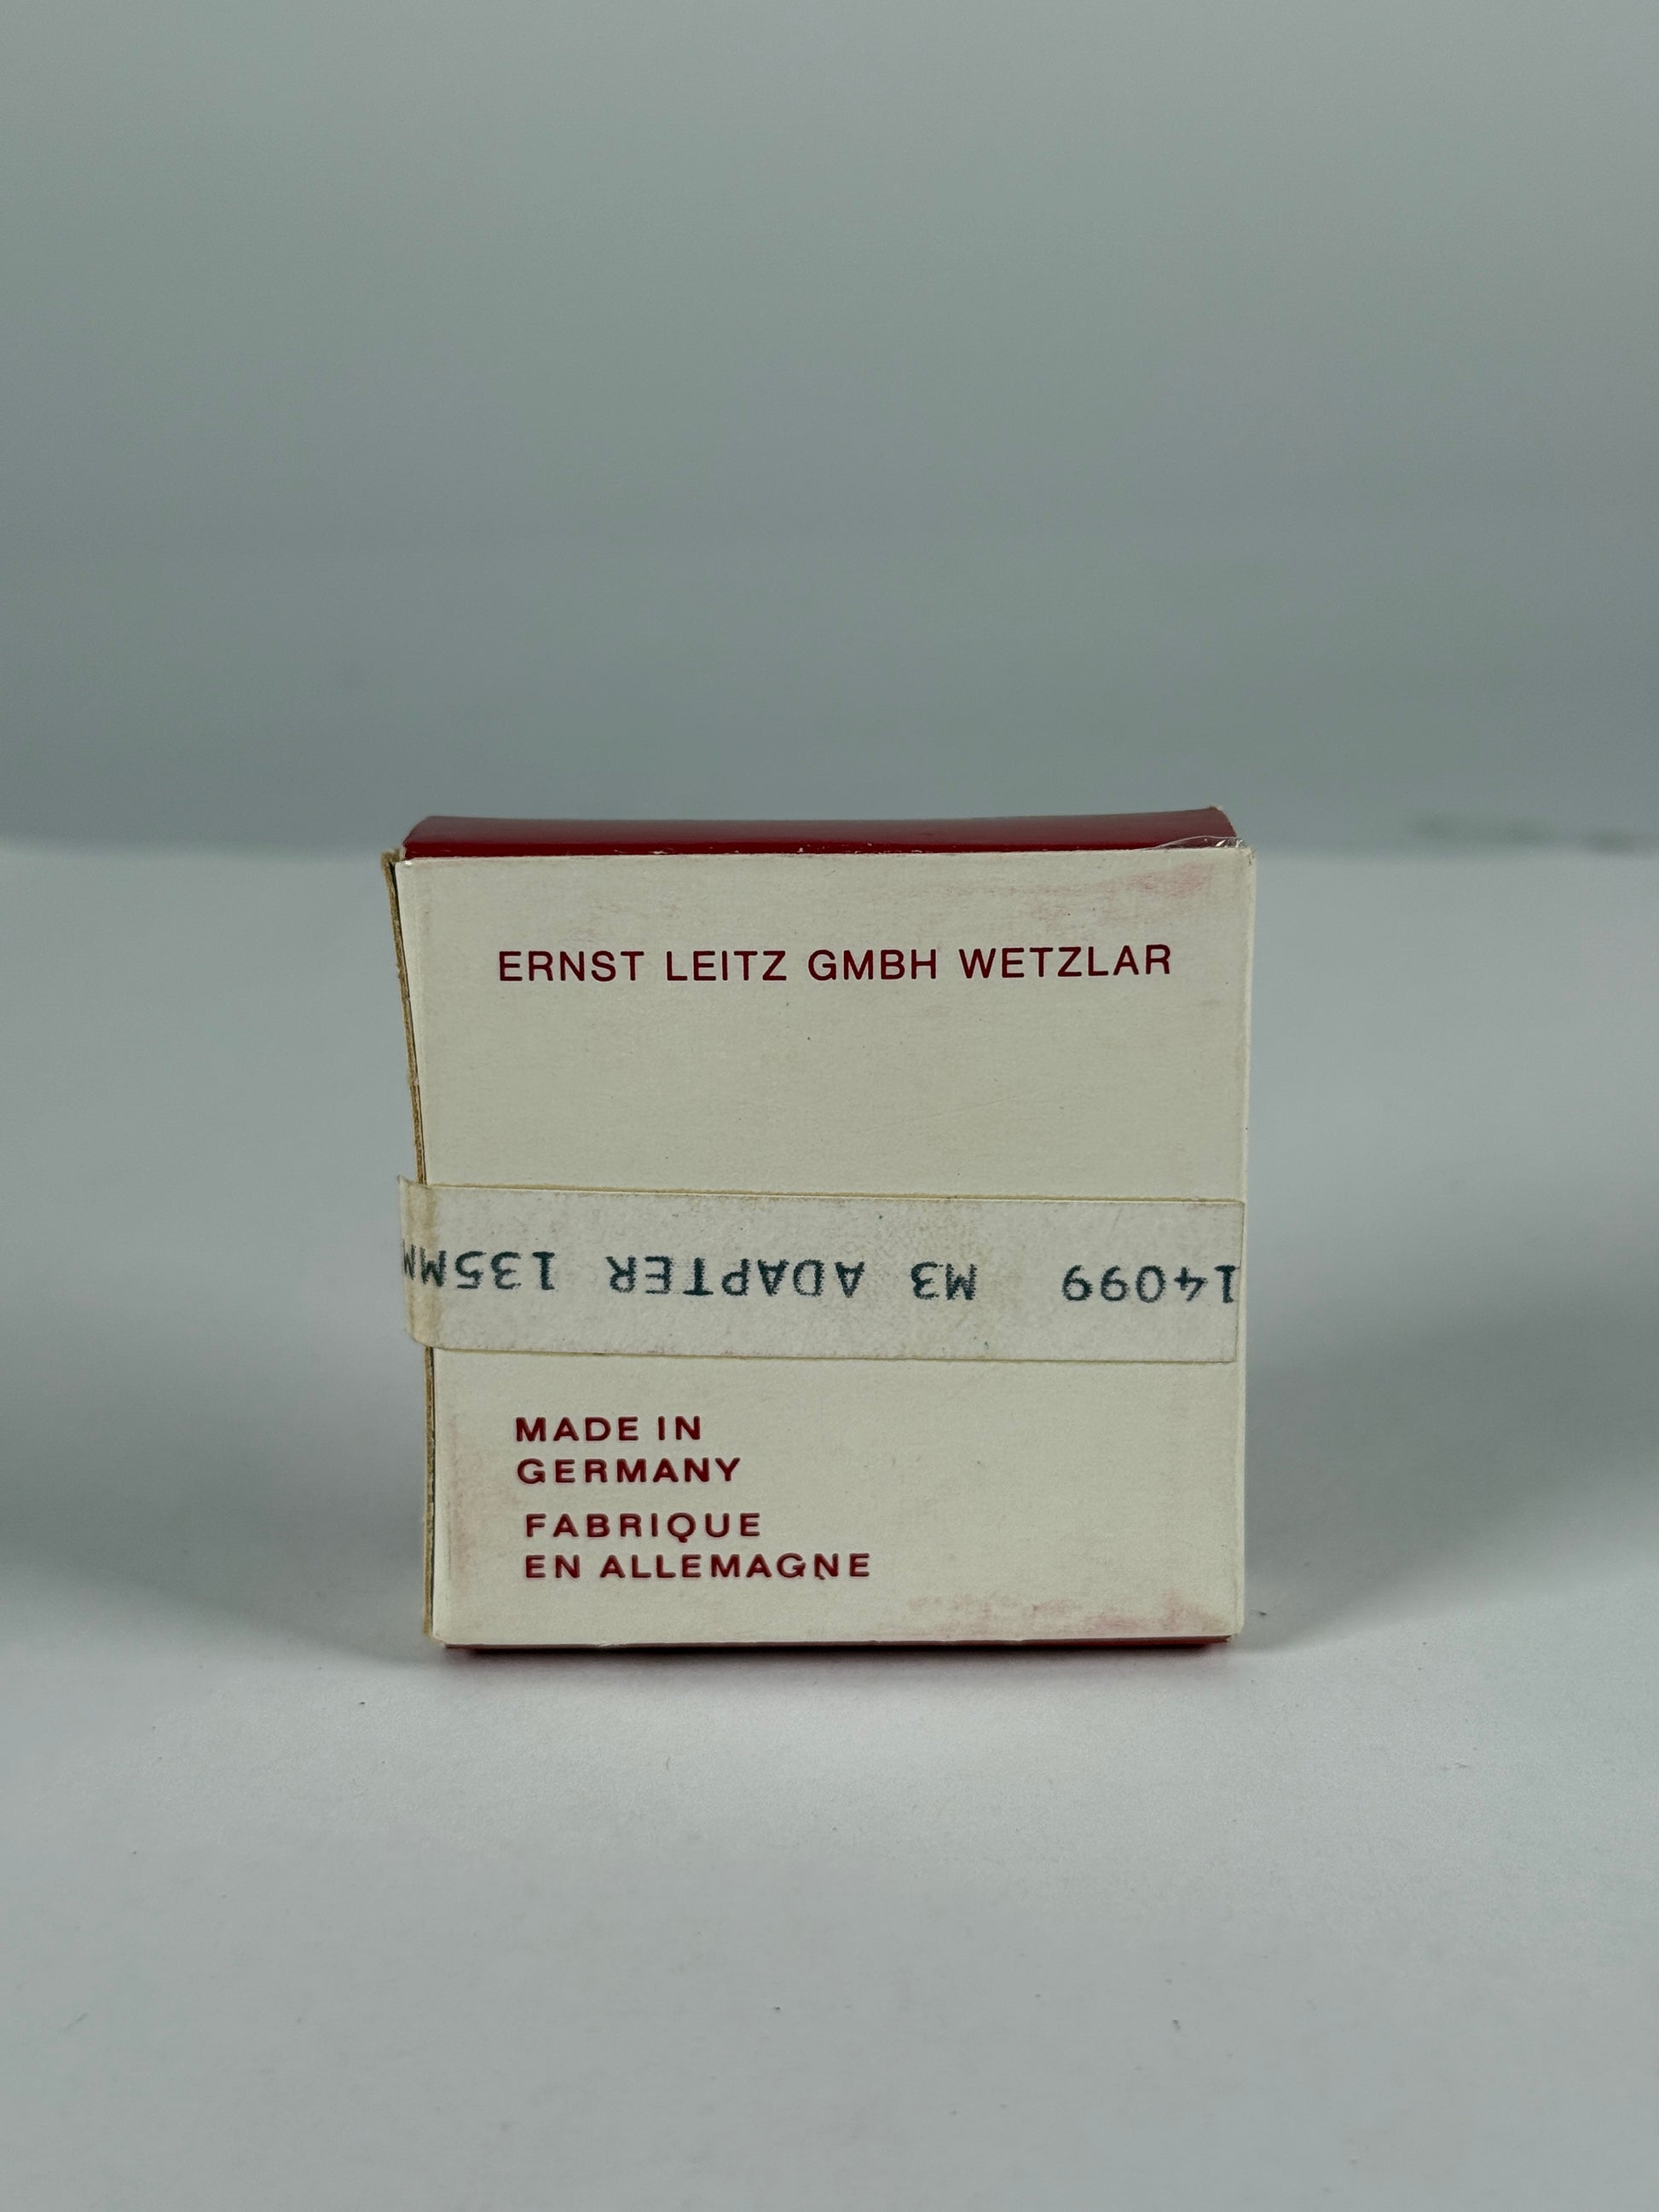 ERNST LEITZ GMBH WETZLAR
14099 M3 ADAPTER 135MM
MADE IN
GERMANY
FABRIQUE
EN ALLEMAGNE